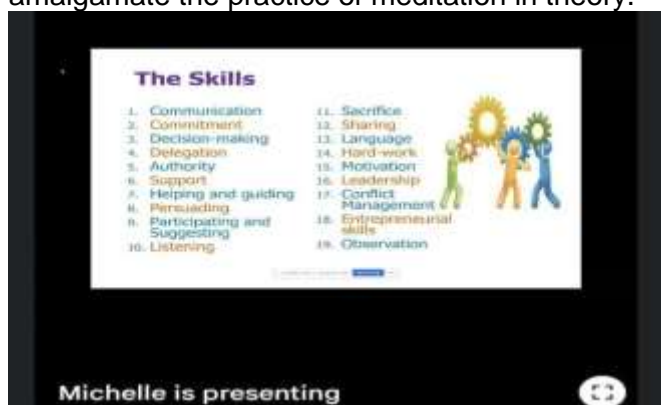 amalgamate the practice of meditation in theory.
The Skills
1. Communication
2. Commitment
3. Decision-making
4. Delegation
5. Authority
6. Support
7. Helping and guiding
8. Persuading
9. Participating and
Suggesting
10. Listening
11. Sacrifice
12. Sharing
13. Language
14. Hard-work
15. Motivation
16. Leadership
17. Conflict
Management
18. Entrepreneurial
skills
19. Observation
Michelle is presenting